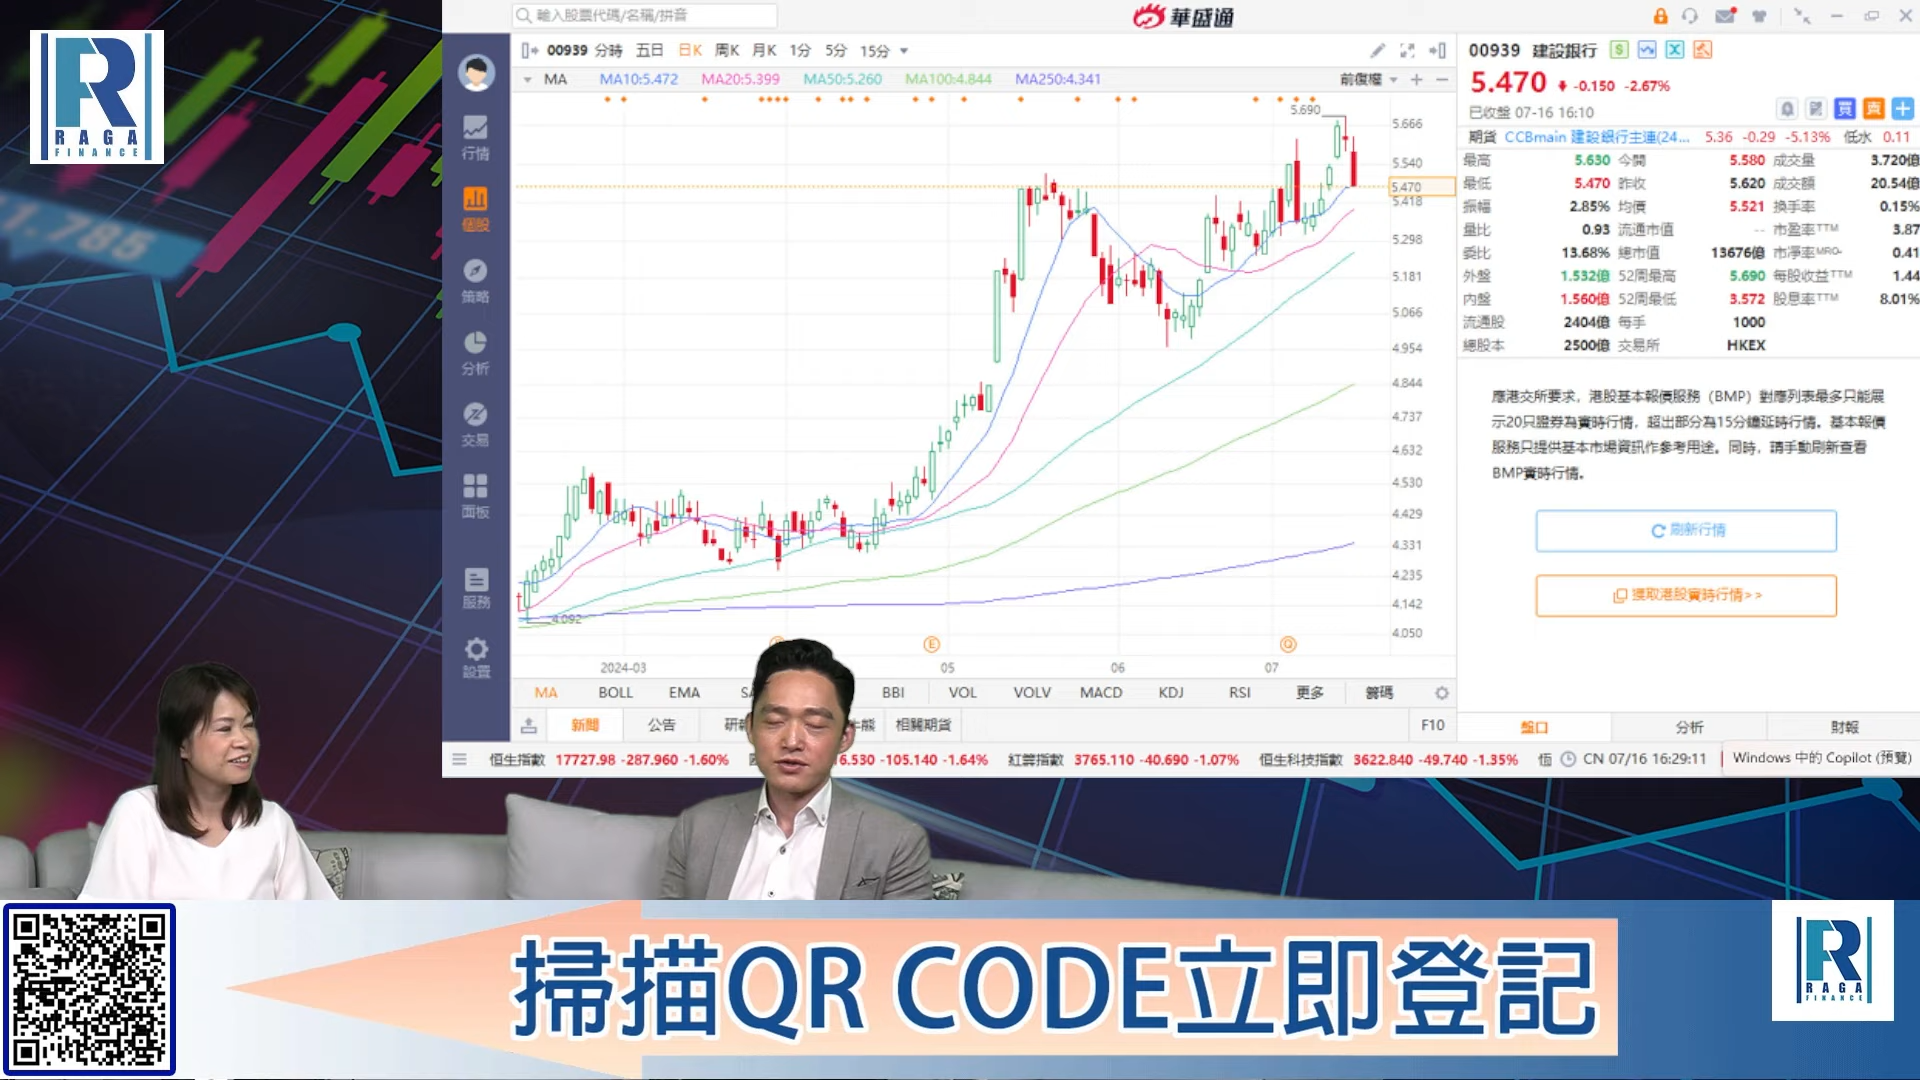 RAGA
FINANCE
1.785
輸入股票代碼/名稱/拼音
華盛通
00939 分時 五日 日K 周K 月K 1分 5分 15分
MA MA10:5.472 MA20:5.399 MA50:5.260 MA100:4.844 MA250:4.341 前復權
行情
個股
策略
分析
交易
面板
服務
設置
5.690
4.092
5.666
5.540
5.470
5.418
5.298
5.181
5.066
4.954
4.844
4.737
4.632
4.530
4.429
4.331
4.235
4.142
4.050
E
Q
2024-03 05 06 07
MA BOLL EMA BBI VOL VOLV MACD KDJ RSI 更多 籌碼
新聞 公告 相關期貨 F10
00939 建設銀行
5.470 -0.150 -2.67%
已收盤 07-16 16:10
買 賣
期貨 CCBmain 建設銀行主連(24... 5.36 -0.29 -5.13% 低水 0.11
最高 5.630 今開 5.580 成交量 3.720億
最低 5.470 昨收 5.620 成交額 20.54億
振幅 2.85% 均價 5.521 換手率 0.15%
量比 0.93 流通市值 -- 市盈率TTM 3.87
委比 13.68% 總市值 13676億 市淨率MRQ 0.41
外盤 1.532億 52周最高 5.690 每股收益TTM 1.44
內盤 1.560億 52周最低 3.572 股息率TTM 8.01%
流通股 2404億 每手 1000
總股本 2500億 交易所 HKEX
應港交所要求，港股基本報價服務（BMP）對應列表最多只能展
示20只證券為實時行情，超出部分為15分鐘延時行情。基本報價
服務只提供基本市場資訊作參考用途。同時，請手動刷新查看
BMP實時行情。
刷新行情
獲取港股實時行情>>
盤口 分析 財報
恒生指數 17727.98 -287.960 -1.60% 6.530 -105.140 -1.64% 紅籌指數 3765.110 -40.690 -1.07% 恒生科技指數 3622.840 -49.740 -1.35% 恒 CN 07/16 16:29:11
Windows 中的 Copilot (預覽)
掃描QR CODE立即登記
RAGA
FINANCE